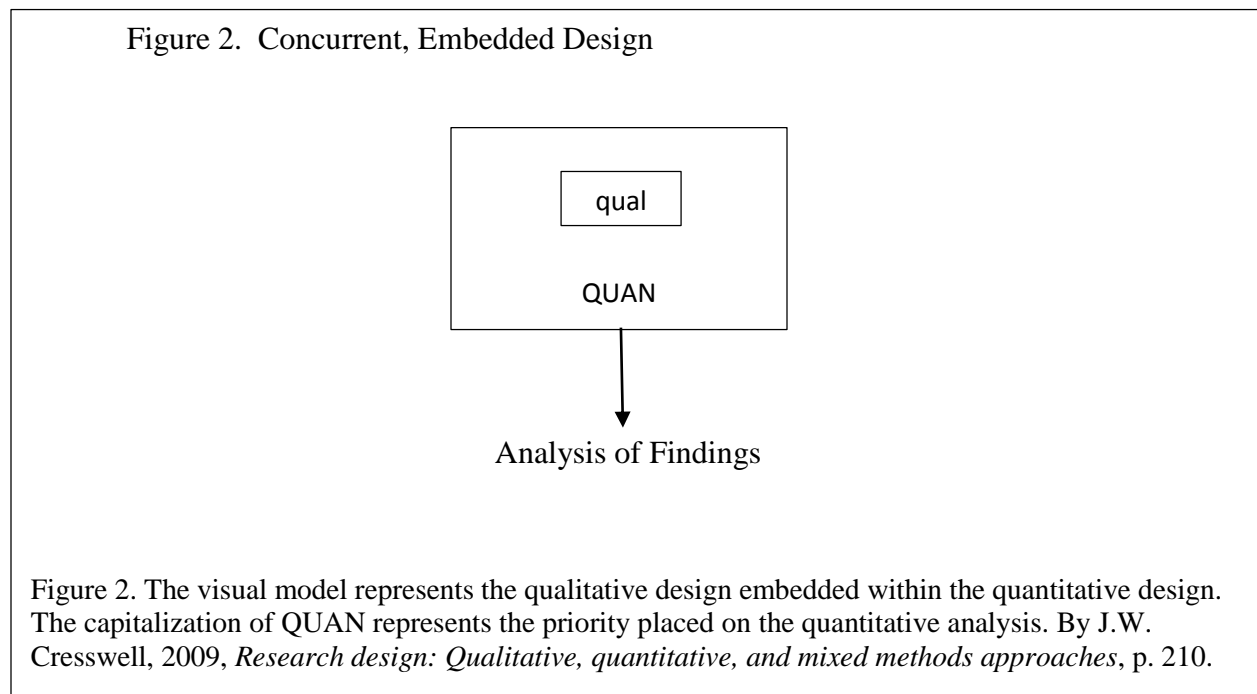 Figure 2.  Concurrent, Embedded Design
qual
QUAN
Analysis of Findings
Figure 2. The visual model represents the qualitative design embedded within the quantitative design.
The capitalization of QUAN represents the priority placed on the quantitative analysis. By J.W.
Cresswell, 2009, Research design: Qualitative, quantitative, and mixed methods approaches, p. 210.